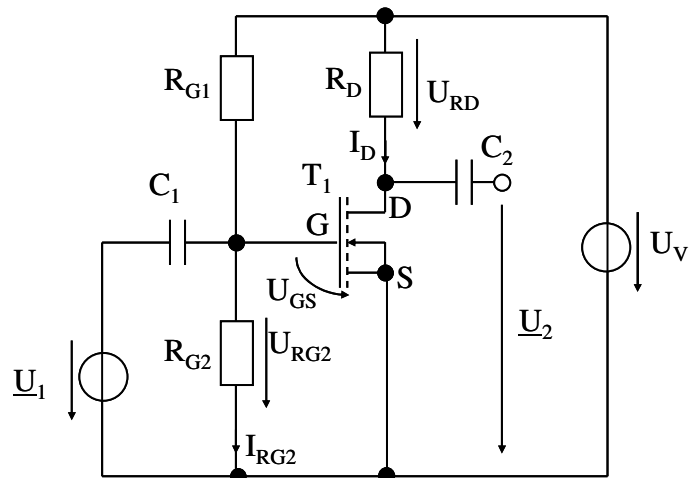 R_G1
R_D
U_RD
I_D
C_2
T_1
C_1
D
G
S
U_V
U_GS
U_2
R_G2
U_RG2
U_1
I_RG2